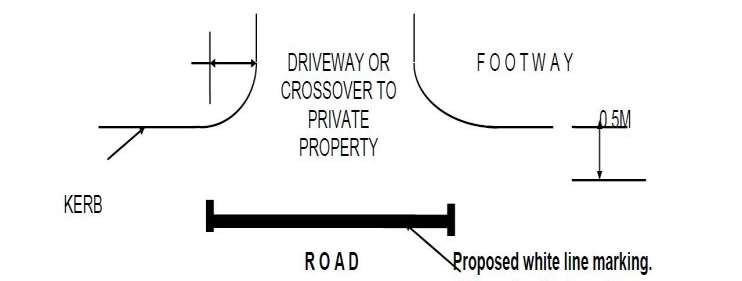 DRIVEWAY OR
CROSSOVER TO
PRIVATE
PROPERTY
FOOTWAY
0.5M
KERB
ROAD
Proposed white line marking.